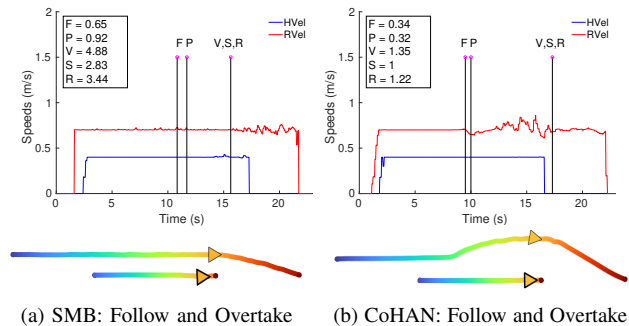 F = 0.65
P = 0.92
V = 4.88
S = 2.83
R = 3.44
F P
V,S,R
HVel
RVel
2
1.5
1
0.5
0
Speeds (m/s)
0 5 10 15 20
Time (s)
(a) SMB: Follow and Overtake
F = 0.34
P = 0.32
V = 1.35
S = 1
R = 1.22
F P
V,S,R
HVel
RVel
2
1.5
1
0.5
0
Speeds (m/s)
0 5 10 15 20
Time (s)
(b) CoHAN: Follow and Overtake